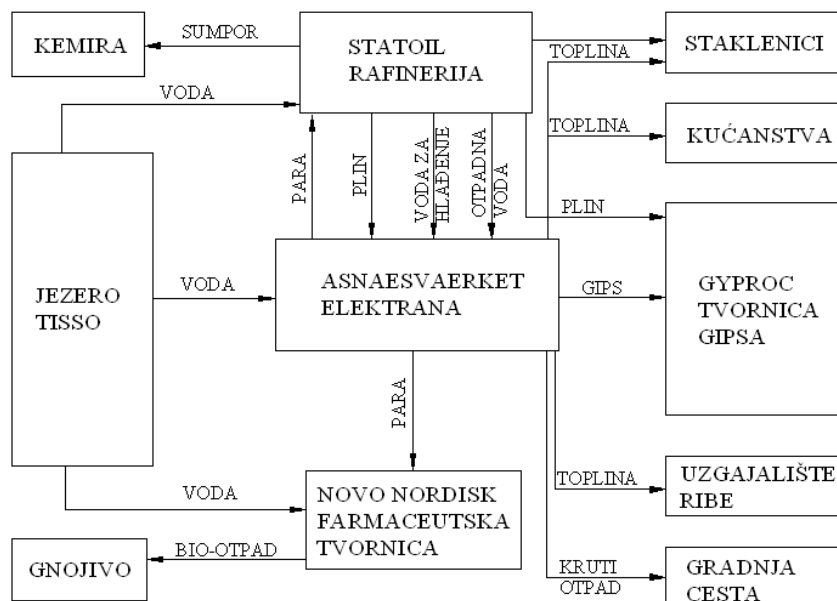 KEMIRA
SUMPOR
STATOIL
RAFINERIJA
TOPLINA
STAKLENICI
VODA
TOPLINA
KUĆANSTVA
PARA
PLIN
VODA ZA
HLAĐENJE
OTPADNA
VODA
PLIN
JEZERO
TISSO
VODA
ASNAESVAERKET
ELEKTRANA
GIPS
GYPROC
TVORNICA
GIPSA
PARA
VODA
NOVO NORDISK
FARMACEUTSKA
TVORNICA
TOPLINA
UZGAJALIŠTE
RIBE
GNOJIVO
BIO-OTPAD
KRUTI
OTPAD
GRADNJA
CESTA